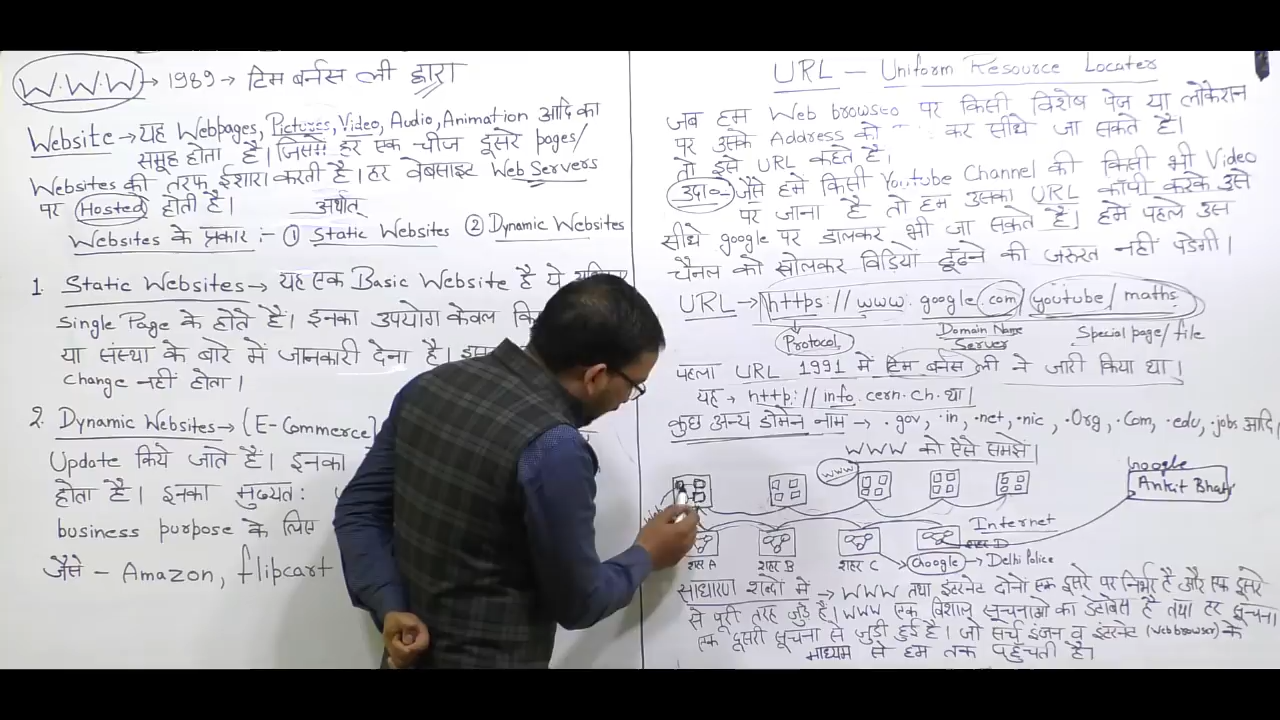 W.W.W → 1989 → टिम बर्नस ली द्वारा
Website → यह Webpages, Pictures, Video, Audio, Animation आदि का
समूह होता है। जिसमें हर एक चीज दूसरे pages/
Websites की तरफ ईशारा करती है। हर वेबसाइट Web Servers
पर Hosted होती है। अर्थात्
Websites के प्रकार :- ① Static Websites ② Dynamic Websites
1. Static Websites → यह एक Basic Website है ये
Single Page के होते हैं। इनका उपयोग केवल
या संस्था के बारे में जानकारी देना है।
change नहीं होता।
2. Dynamic Websites → (E-Commerce)
Update किये जाते हैं। इनका
होता है। इनका मुख्यत:
business purpose के लिए
जैसे - Amazon, flipcart
URL – Uniform Resource Locater
जब हम Web browser पर किसी विशेष पेज या लोकेशन
पर उसके Address को कर सीधे जा सकते है।
तो इसे URL कहते है।
उदा०- जैसे हमे किसी Youtube Channel की किसी भी Video
पर जाना है तो हम उसका URL कॉपी करके उसे
सीधे google पर डालकर भी जा सकते है। हमे पहले उस
चैनल को खोलकर विडियो ढूँढने की जरुरत नहीं पडेगी।
URL → https:// www. google.com youtube/maths
Protocol Domain Name Special page/file
Server
पहला URL 1991 में टिम बर्नस ली ने जारी किया था।
यह → http://info.cern.ch.था।
कुछ अन्य डोमेन नाम → .gov, .in, .net, .nic, .Org, .Com, .edu, .jobs आदि
WWW को ऐसे समझें।
WWW
Google
Ankit Bhati
Internet
शहर A शहर B शहर C शहर D
Google → Delhi Police
साधारण शब्दो में → WWW तथा इंटरनेट दोनों एक दूसरे पर निर्भर है और एक दूसरे
से पूरी तरह जुडे है। WWW एक विशाल सूचनाओ का डेटाबेस है तथा हर सूचना
एक दूसरी सूचना से जुडी हुई है। जो सर्च इंजन व इंटरनेट (Web browser) के
माध्यम से हम तक पहुँचती है।